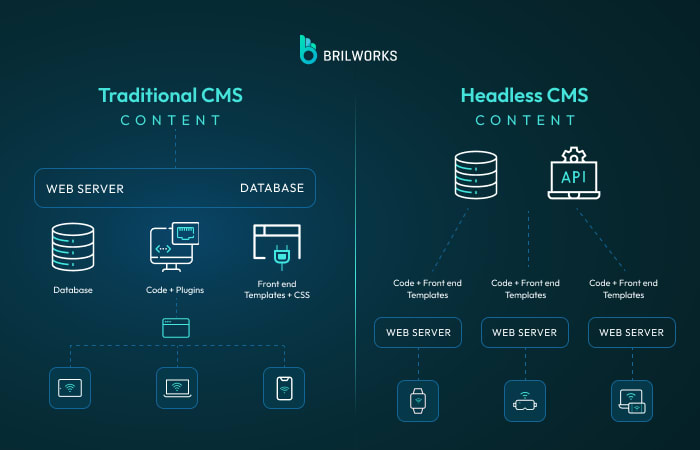 BRILWORKS
Traditional CMS
CONTENT
WEB SERVER
DATABASE
Database
Code + Plugins
Front end
Templates + CSS
Headless CMS
CONTENT
API
Code + Front end
Templates
Code + Front end
Templates
Code + Front end
Templates
WEB SERVER
WEB SERVER
WEB SERVER